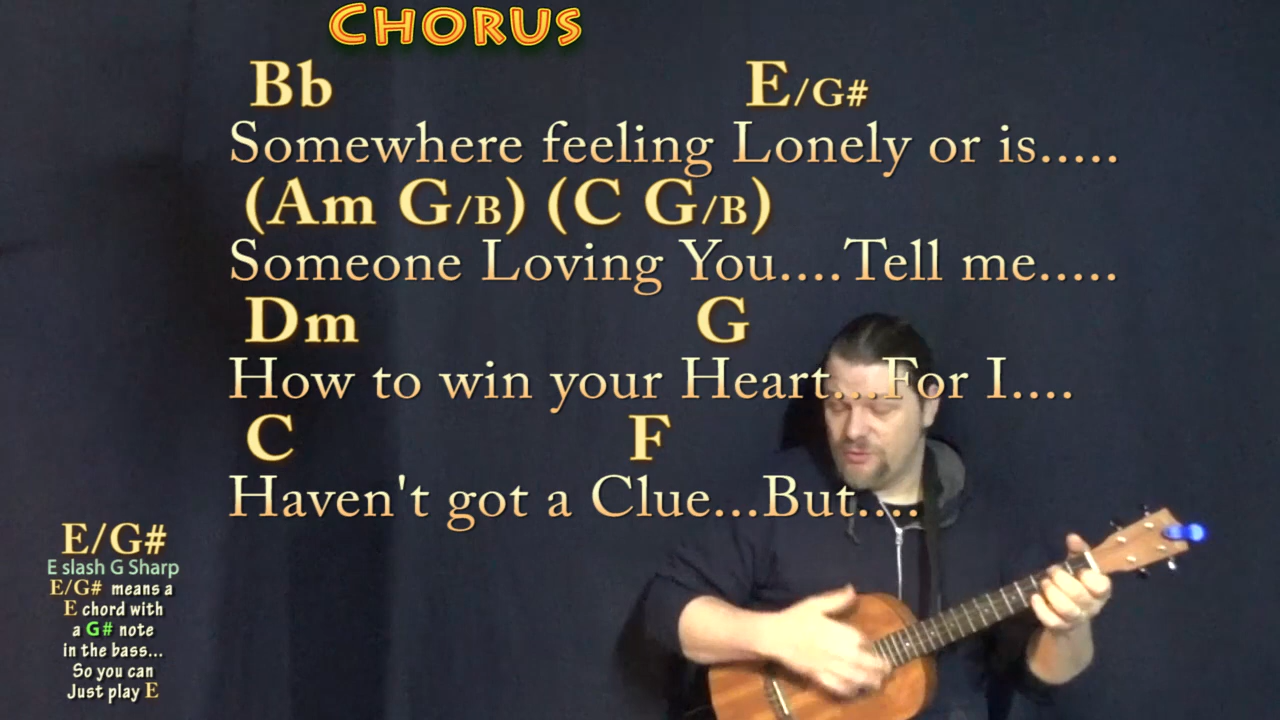 CHORUS
Bb E/G#
Somewhere feeling Lonely or is.....
(Am G/B) (C G/B)
Someone Loving You....Tell me.....
Dm G
How to win your Heart...For I....
C F
Haven't got a Clue...But....
E/G#
E slash G Sharp
E/G# means a
E chord with
a G# note
in the bass...
So you can
Just play E